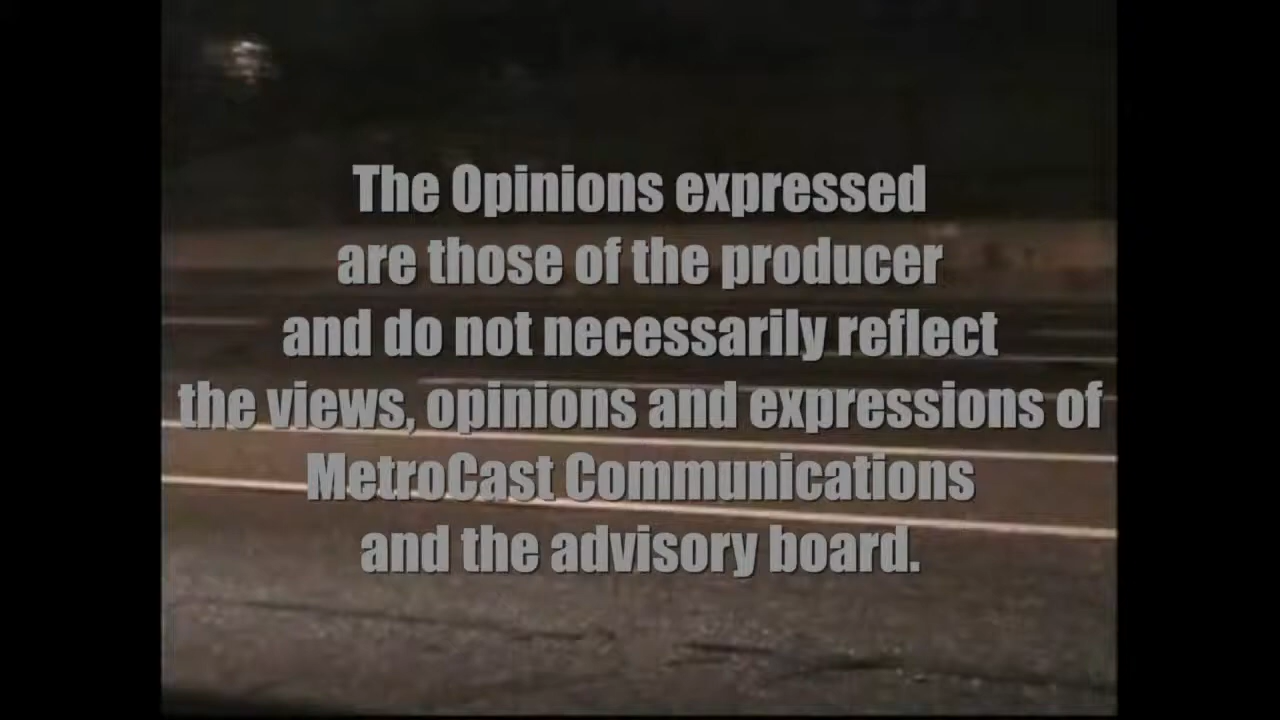 The Opinions expressed
are those of the producer
and do not necessarily reflect
the views, opinions and expressions of
MetroCast Communications
and the advisory board.